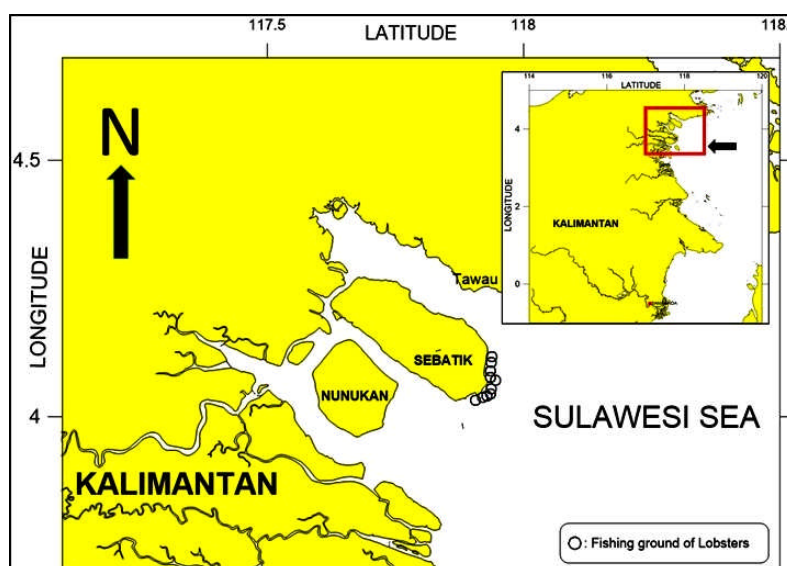 117.5
LATITUDE
118
118.
4.5
4
LONGITUDE
N
Tawau
SEBATIK
NUNUKAN
KALIMANTAN
SULAWESI SEA
O : Fishing ground of Lobsters
114
116
LATITUDE
118
120
4
2
0
LONGITUDE
KALIMANTAN